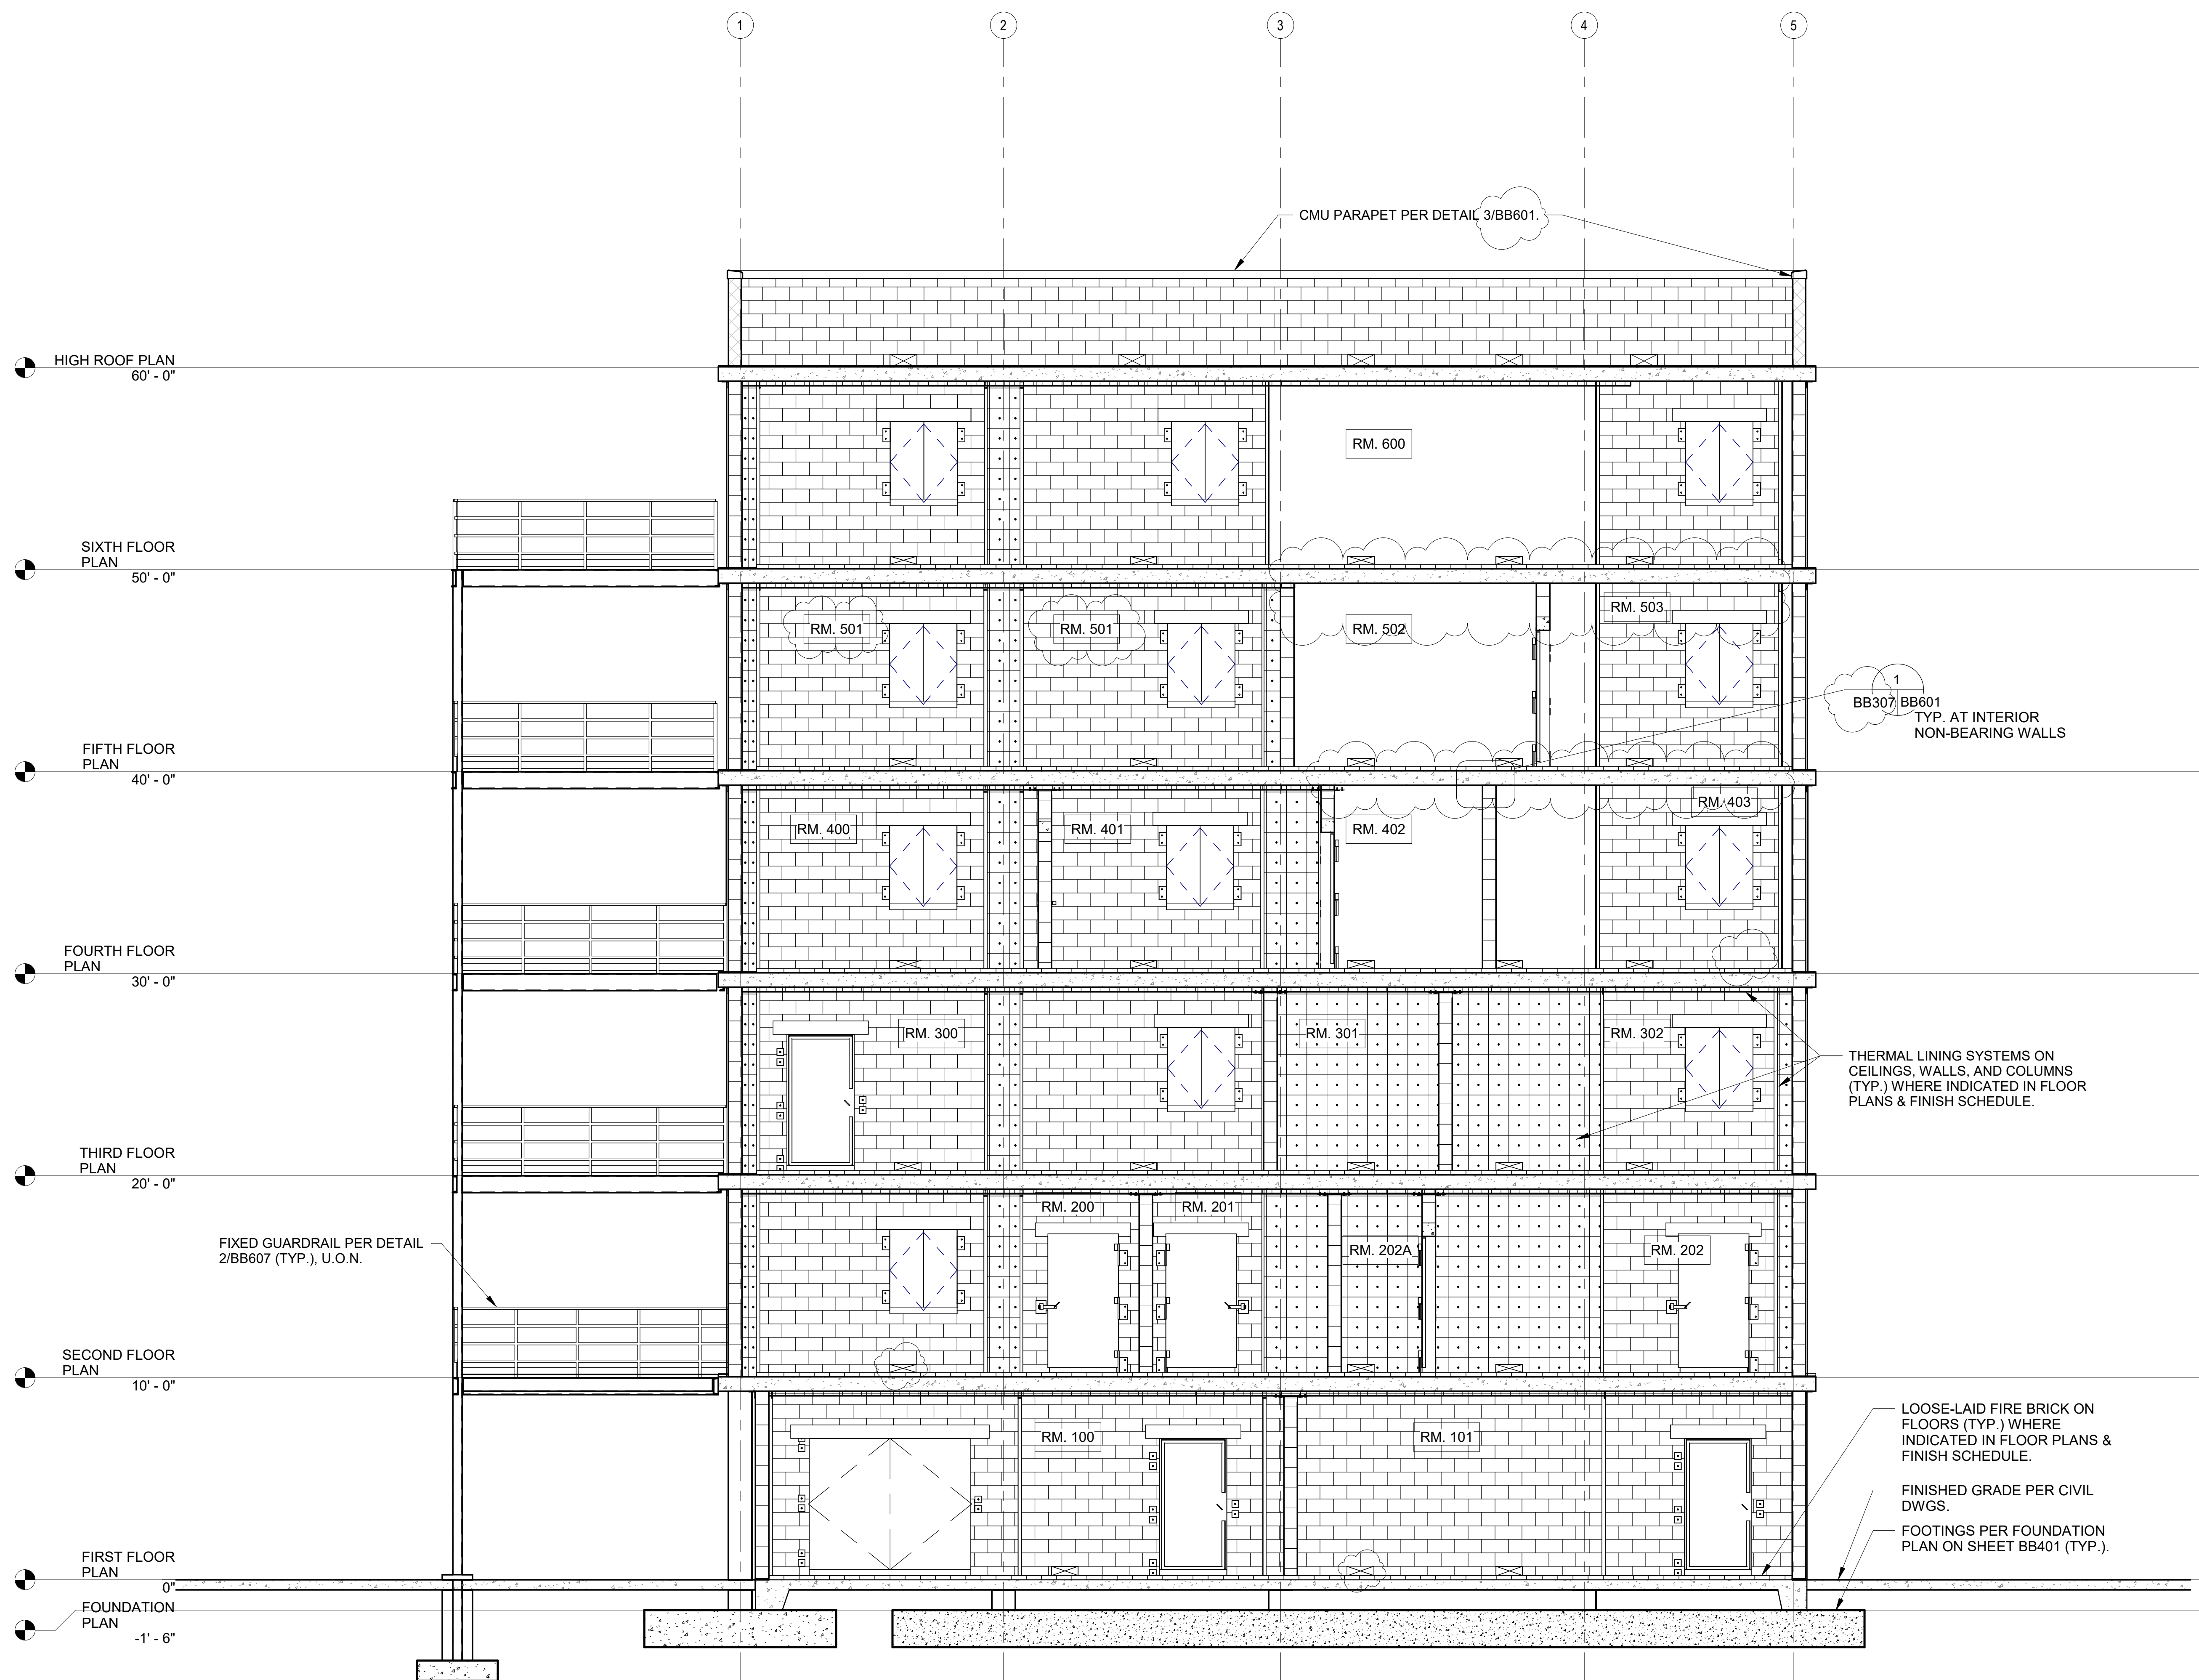 1
2
3
4
5
CMU PARAPET PER DETAIL 3/BB601.
HIGH ROOF PLAN
60' - 0"
RM. 600
SIXTH FLOOR
PLAN
50' - 0"
RM. 501
RM. 501
RM. 502
RM. 503
1
BB307
BB601
TYP. AT INTERIOR
NON-BEARING WALLS
FIFTH FLOOR
PLAN
40' - 0"
RM. 400
RM. 401
RM. 402
RM. 403
FOURTH FLOOR
PLAN
30' - 0"
RM. 300
RM. 301
RM. 302
THERMAL LINING SYSTEMS ON
CEILINGS, WALLS, AND COLUMNS
(TYP.) WHERE INDICATED IN FLOOR
PLANS & FINISH SCHEDULE.
THIRD FLOOR
PLAN
20' - 0"
RM. 200
RM. 201
RM. 202A
RM. 202
FIXED GUARDRAIL PER DETAIL
2/BB607 (TYP.), U.O.N.
SECOND FLOOR
PLAN
10' - 0"
RM. 100
RM. 101
LOOSE-LAID FIRE BRICK ON
FLOORS (TYP.) WHERE
INDICATED IN FLOOR PLANS &
FINISH SCHEDULE.
FINISHED GRADE PER CIVIL
DWGS.
FOOTINGS PER FOUNDATION
PLAN ON SHEET BB401 (TYP.).
FIRST FLOOR
PLAN
0"
FOUNDATION
PLAN
-1' - 6"